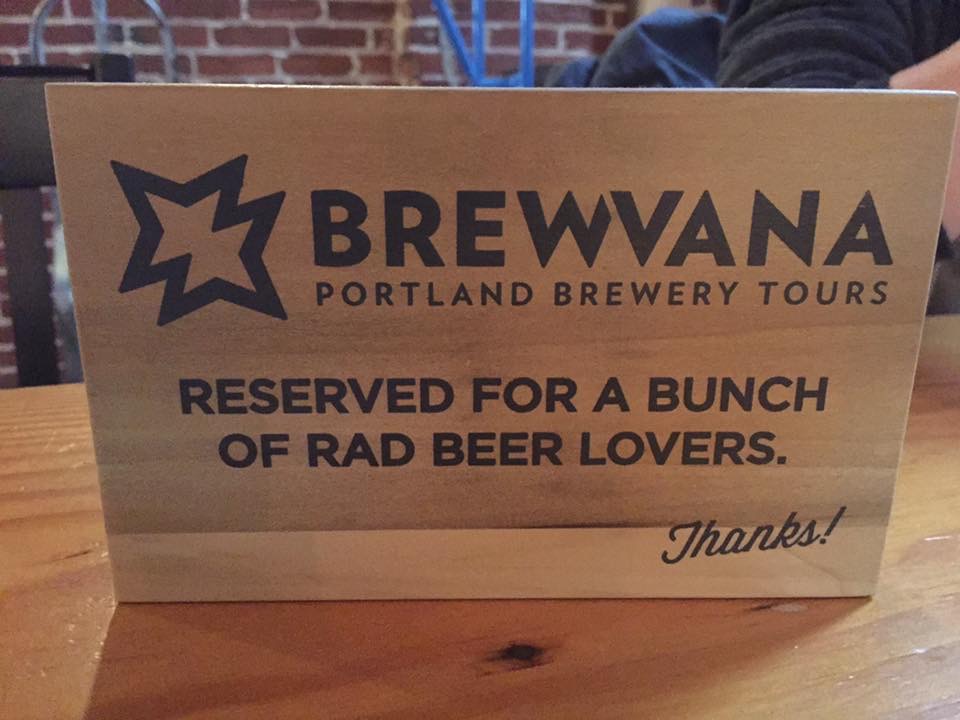 BREWVANA
PORTLAND BREWERY TOURS
RESERVED FOR A BUNCH
OF RAD BEER LOVERS.
Thanks!